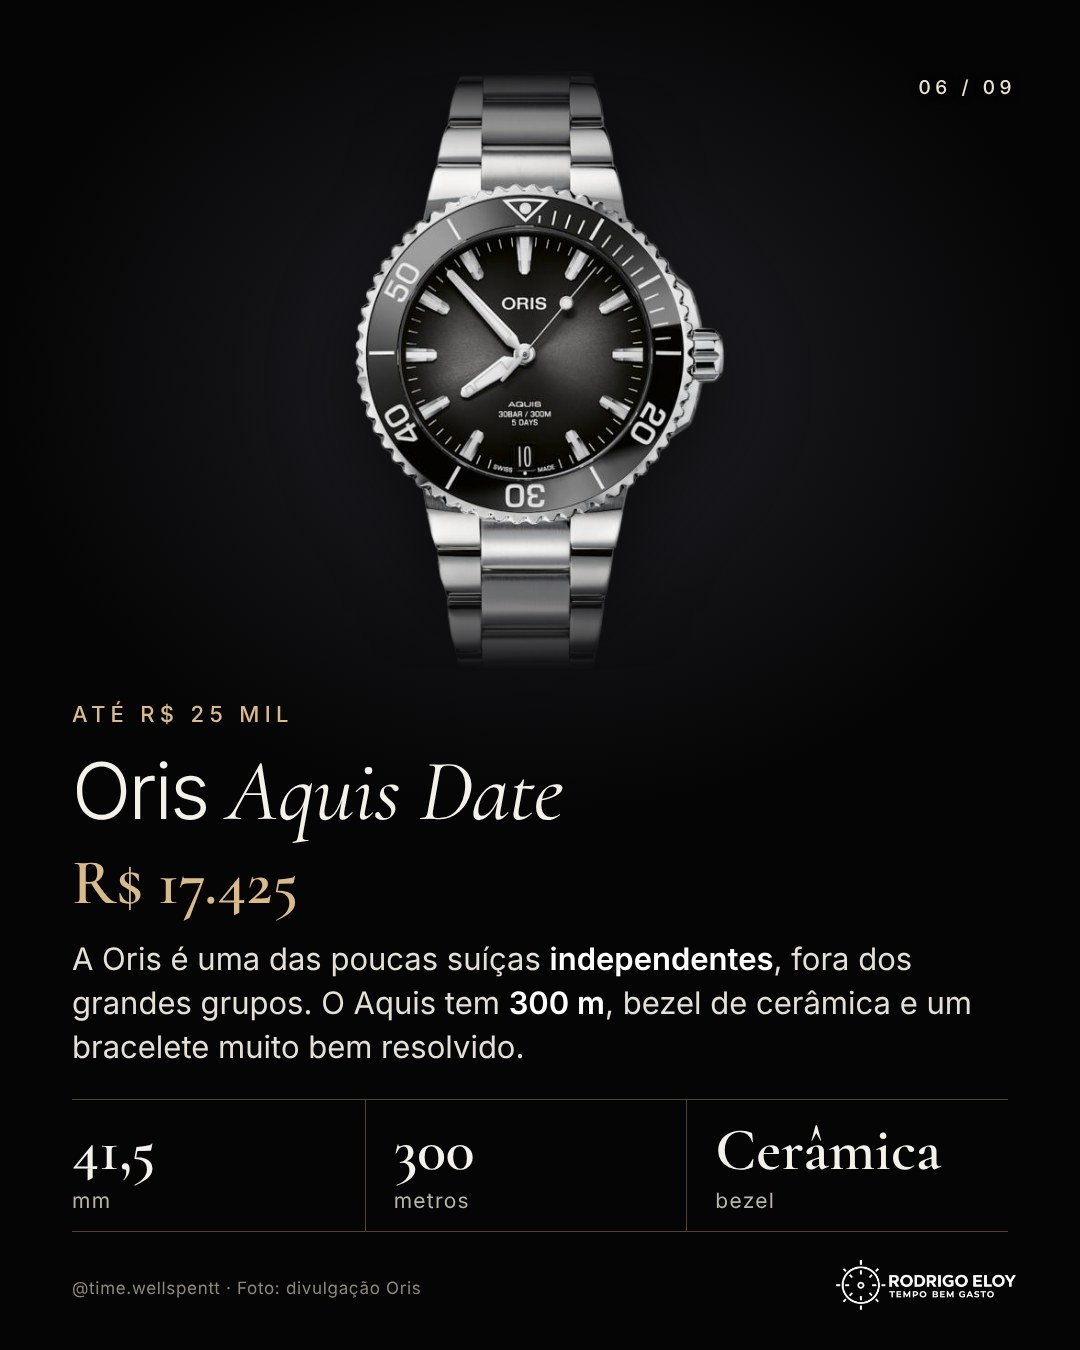 06 / 09
50
ORIS
AQUIS
30BAR / 300M
5 DAYS
40
20
10
SWISS MADE
30
ATÉ R$ 25 MIL
Oris Aquis Date
R$ 17.425
A Oris é uma das poucas suíças independentes, fora dos
grandes grupos. O Aquis tem 300 m, bezel de cerâmica e um
bracelete muito bem resolvido.
41,5
mm
300
metros
Cerâmica
bezel
@time.wellspentt · Foto: divulgação Oris
RODRIGO ELOY
TEMPO BEM GASTO